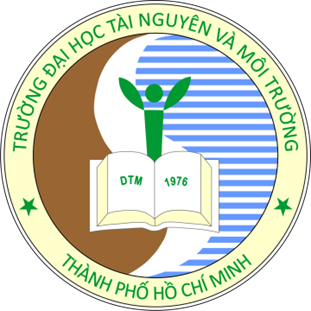 TRƯỜNG ĐẠI HỌC TÀI NGUYÊN VÀ MÔI TRƯỜNG
DTM 1976
THÀNH PHỐ HỒ CHÍ MINH